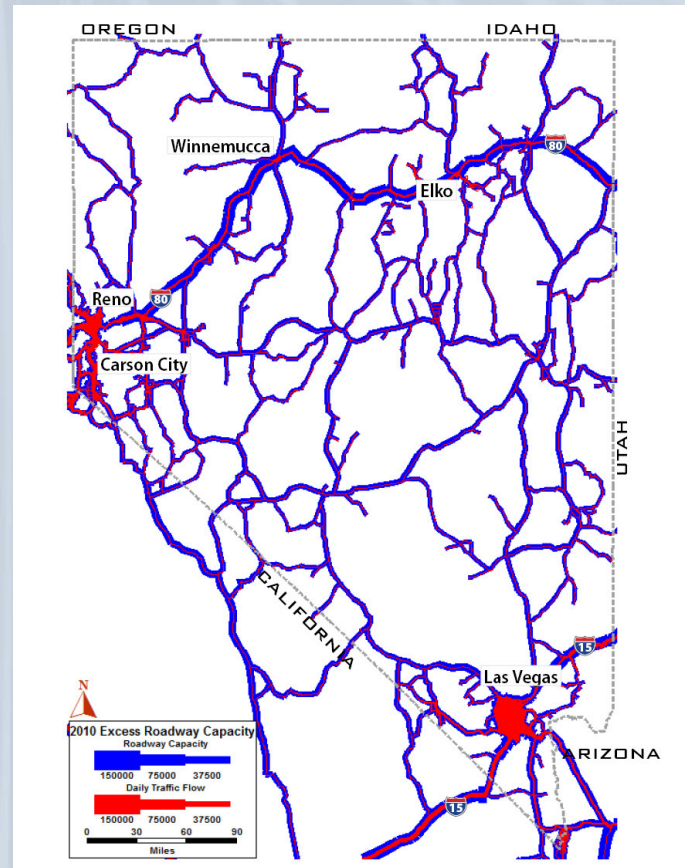 OREGON
IDAHO
Winnemucca
80
Elko
Reno
80
Carson City
UTAH
CALIFORNIA
15
Las Vegas
ARIZONA
N
2010 Excess Roadway Capacity
Roadway Capacity
150000 75000 37500
Daily Traffic Flow
150000 75000 37500
0 30 60 90
Miles
15